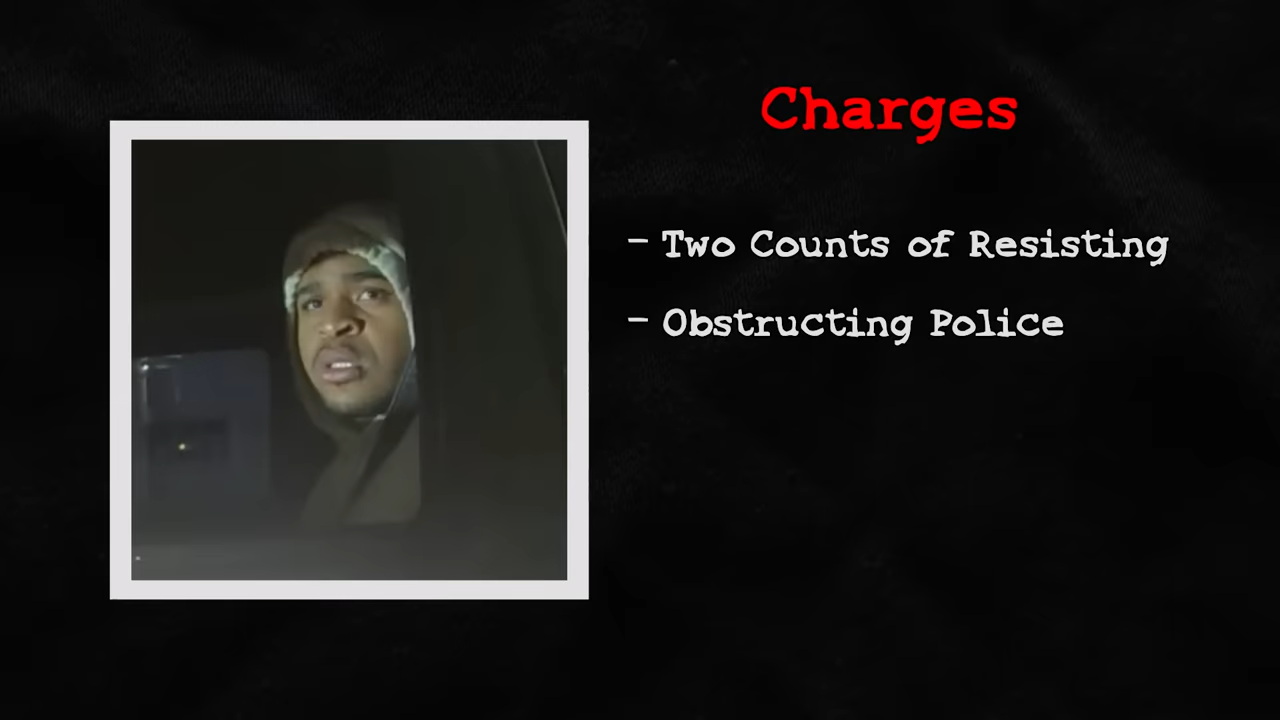 Charges
- Two Counts of Resisting
- Obstructing Police